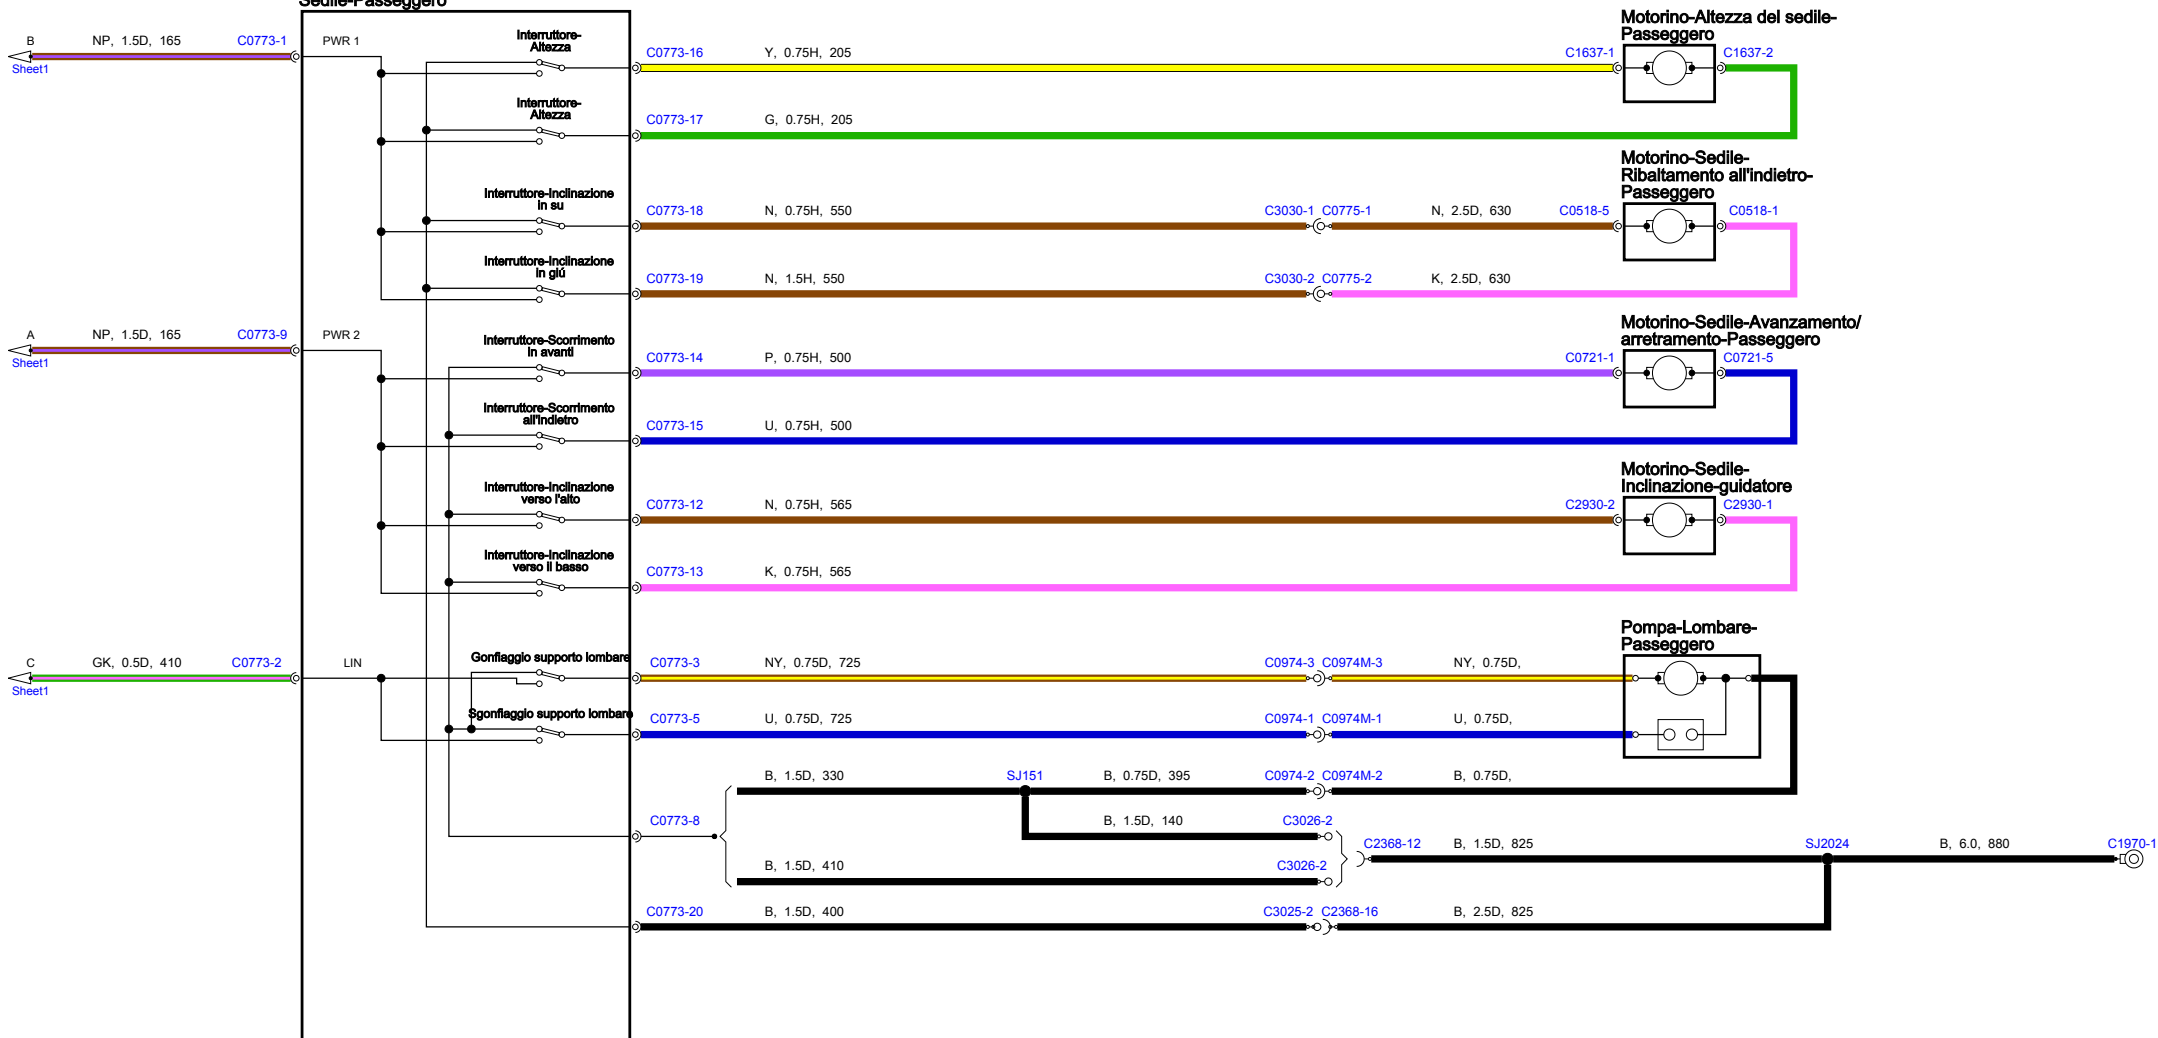 Sedile-Passeggero
B NP, 1.5D, 165 C0773-1 PWR 1
Sheet1
Interruttore-
Altezza
C0773-16 Y, 0.75H, 205 C1637-1 C1637-2
Motorino-Altezza del sedile-
Passeggero
Interruttore-
Altezza
C0773-17 G, 0.75H, 205
Motorino-Sedile-
Ribaltamento all'indietro-
Passeggero
Interruttore-Inclinazione
in su
C0773-18 N, 0.75H, 550 C3030-1 C0775-1 N, 2.5D, 630 C0518-5 C0518-1
Interruttore-Inclinazione
in giú
C0773-19 N, 1.5H, 550 C3030-2 C0775-2 K, 2.5D, 630
A NP, 1.5D, 165 C0773-9 PWR 2
Sheet1
Interruttore-Scorrimento
in avanti
C0773-14 P, 0.75H, 500 C0721-1 C0721-5
Motorino-Sedile-Avanzamento/
arretramento-Passeggero
Interruttore-Scorrimento
all'indietro
C0773-15 U, 0.75H, 500
Motorino-Sedile-
Inclinazione-guidatore
Interruttore-Inclinazione
verso l'alto
C0773-12 N, 0.75H, 565 C2930-2 C2930-1
Interruttore-Inclinazione
verso il basso
C0773-13 K, 0.75H, 565
Pompa-Lombare-
Passeggero
C GK, 0.5D, 410 C0773-2 LIN
Sheet1
Gonfiaggio supporto lombare
C0773-3 NY, 0.75D, 725 C0974-3 C0974M-3 NY, 0.75D,
Sgonfiaggio supporto lombare
C0773-5 U, 0.75D, 725 C0974-1 C0974M-1 U, 0.75D,
B, 1.5D, 330 SJ151 B, 0.75D, 395 C0974-2 C0974M-2 B, 0.75D,
C0773-8 B, 1.5D, 140 C3026-2
C2368-12 B, 1.5D, 825 SJ2024 B, 6.0, 880 C1970-1
B, 1.5D, 410 C3026-2
C0773-20 B, 1.5D, 400 C3025-2 C2368-16 B, 2.5D, 825